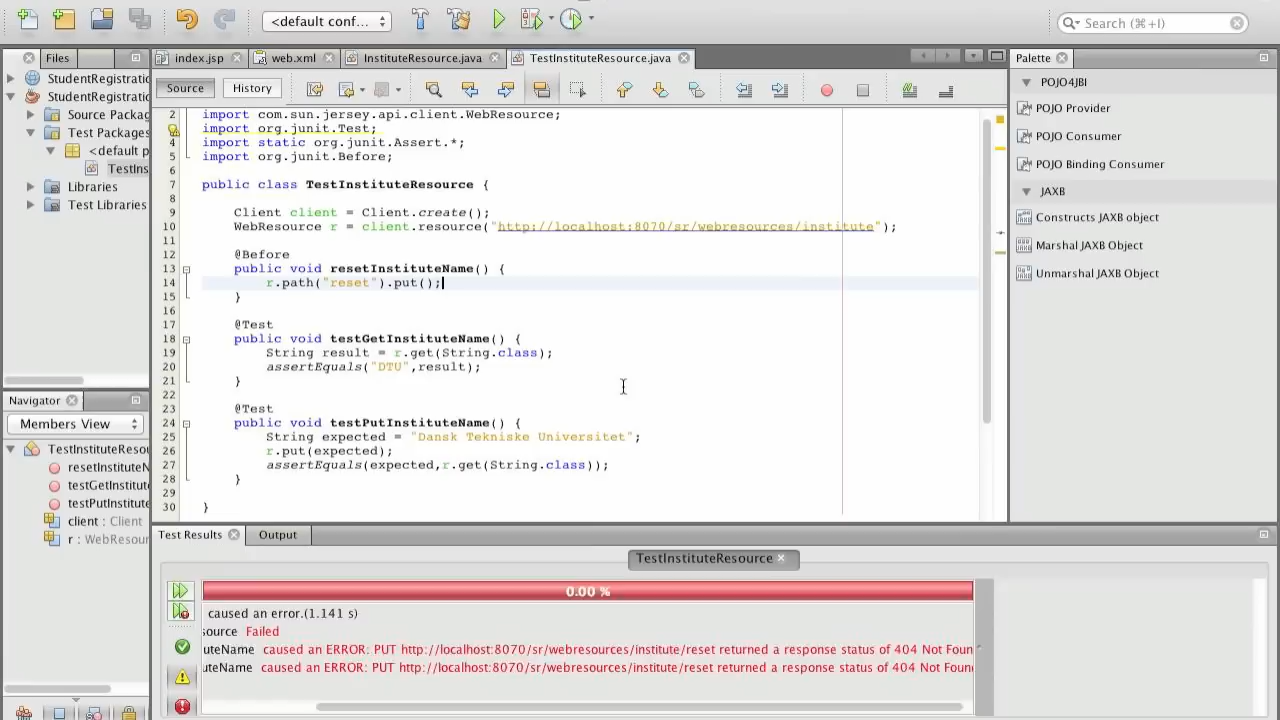 <default conf...
Search (⌘+I)
Files
index.jsp
web.xml
InstituteResource.java
TestInstituteResource.java
Palette
Source
History
StudentRegistratio
StudentRegistratio
Source Packag
Test Packages
<default p
TestIns
Libraries
Test Libraries
2 import com.sun.jersey.api.client.WebResource;
import org.junit.Test;
4 import static org.junit.Assert.*;
5 import org.junit.Before;
6
7 public class TestInstituteResource {
8
9 Client client = Client.create();
10 WebResource r = client.resource("http://localhost:8070/sr/webresources/institute");
11
12 @Before
13 public void resetInstituteName() {
14 r.path("reset").put();
15 }
16
17 @Test
18 public void testGetInstituteName() {
19 String result = r.get(String.class);
20 assertEquals("DTU",result);
21 }
22
23 @Test
24 public void testPutInstituteName() {
25 String expected = "Dansk Tekniske Universitet";
26 r.put(expected);
27 assertEquals(expected,r.get(String.class));
28 }
29
30 }
POJO4JBI
POJO Provider
POJO Consumer
POJO Binding Consumer
JAXB
Constructs JAXB object
Marshal JAXB Object
Unmarshal JAXB Object
Navigator
Members View
TestInstituteResou
resetInstituteN
testGetInstitute
testPutInstitute
client : Client
r : WebResour
Test Results
Output
TestInstituteResource
0.00 %
caused an error.(1.141 s)
source Failed
uteName caused an ERROR: PUT http://localhost:8070/sr/webresources/institute/reset returned a response status of 404 Not Foun
uteName caused an ERROR: PUT http://localhost:8070/sr/webresources/institute/reset returned a response status of 404 Not Foun